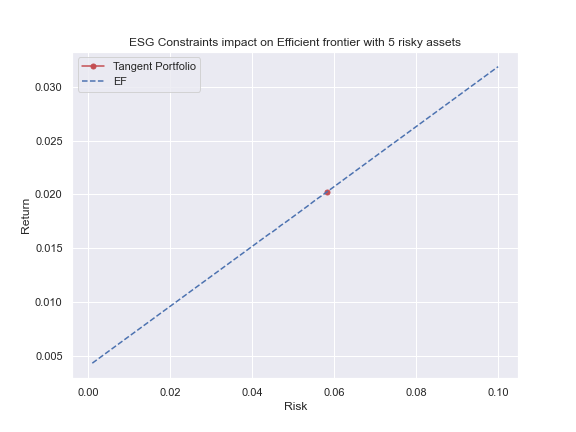 ESG Constraints impact on Efficient frontier with 5 risky assets
Tangent Portfolio
EF
0.030
0.025
0.020
0.015
0.010
0.005
Return
0.00 0.02 0.04 0.06 0.08 0.10
Risk